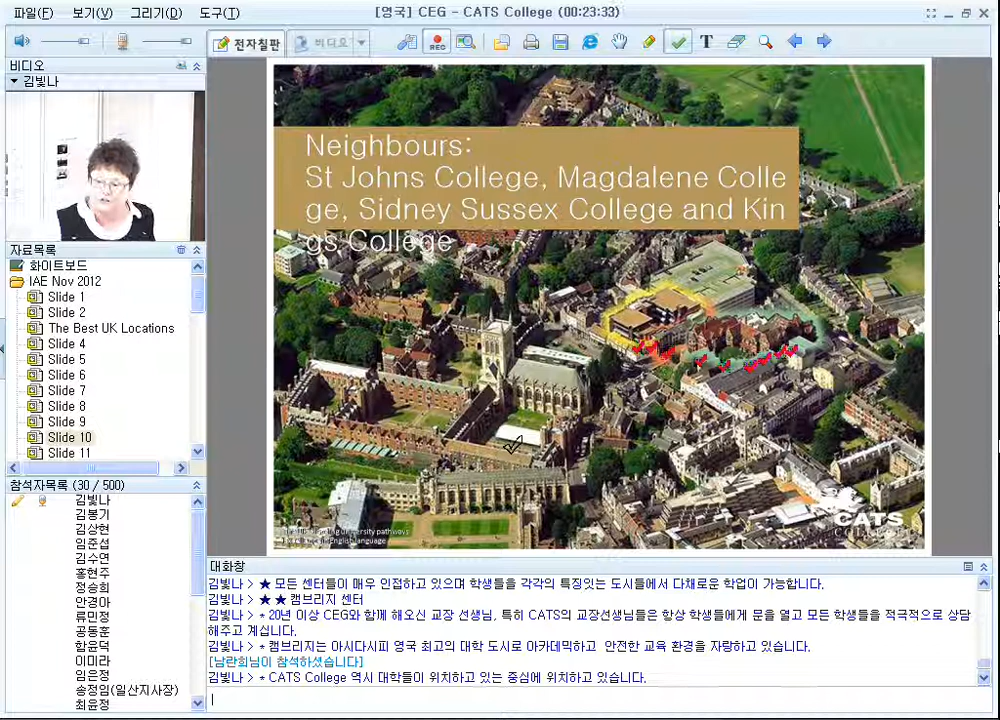 파일(F) 보기(V) 그리기(D) 도구(T) [영국] CEG - CATS College (00:23:33)
전자칠판 비디오 REC T
비디오
김빛나
Neighbours:
St Johns College, Magdalene Colle
ge, Sidney Sussex College and Kin
gs College
자료목록
화이트보드
IAE Nov 2012
Slide 1
Slide 2
The Best UK Locations
Slide 4
Slide 5
Slide 6
Slide 7
Slide 8
Slide 9
Slide 10
Slide 11
CATS
COLLEGE
참석자목록 (30 / 500)
김빛나
김봉기
김상현
임준섭
김수연
홍현주
정승희
안경아
류민정
공동훈
함윤덕
이미라
임은정
송정임(일산지사장)
최윤정
대화창
김빛나 > ★ 모든 센터들이 매우 인접하고 있으며 학생들을 각각의 특징있는 도시들에서 다채로운 학업이 가능합니다.
김빛나 > ★ ★ 캠브리지 센터
김빛나 > * 20년 이상 CEG와 함께 해오신 교장 선생님, 특히 CATS의 교장선생님들은 항상 학생들에게 문을 열고 모든 학생들을 적극적으로 상담
해주고 계십니다.
김빛나 > * 캠브리지는 아시다시피 영국 최고의 대학 도시로 아카데믹하고 안전한 교육 환경을 자랑하고 있습니다.
[남란희님이 참석하셨습니다]
김빛나 > * CATS College 역시 대학들이 위치하고 있는 중심에 위치하고 있습니다.